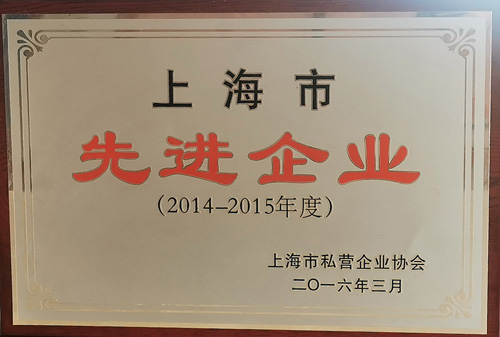 上海市
先进企业
（2014–2015年度）
上海市私营企业协会
二〇一六年三月